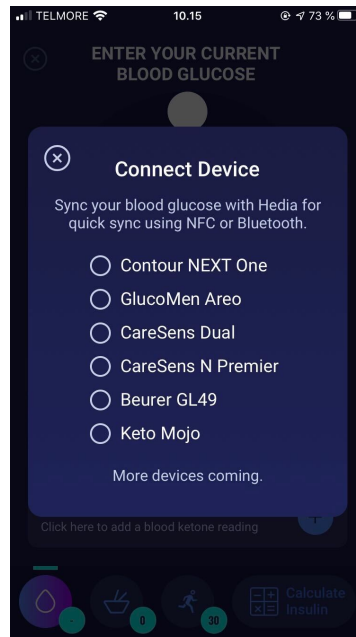 TELMORE 10.15 73 %
ENTER YOUR CURRENT
BLOOD GLUCOSE
Connect Device
Sync your blood glucose with Hedia for
quick sync using NFC or Bluetooth.
Contour NEXT One
GlucoMen Areo
CareSens Dual
CareSens N Premier
Beurer GL49
Keto Mojo
More devices coming.
Click here to add a blood ketone reading
- 0 30
Calculate
Insulin